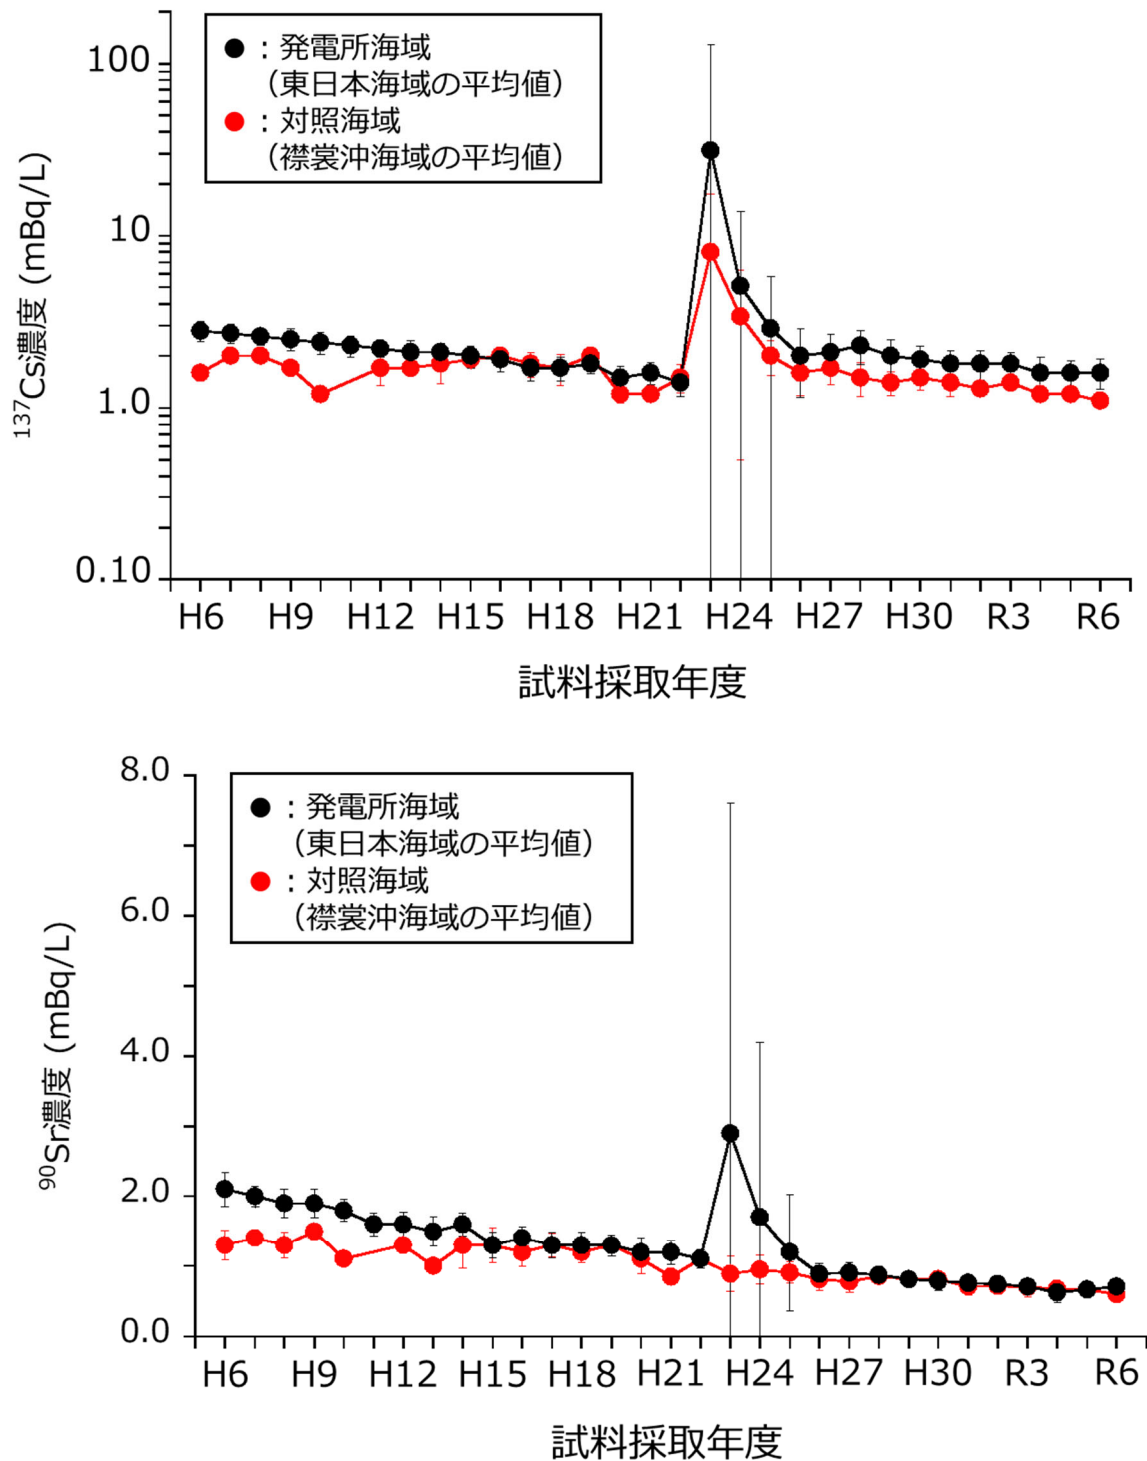 ●：発電所海域
（東日本海域の平均値）
●：対照海域
（襟裳沖海域の平均値）
100
10
1.0
0.10
¹³⁷Cs濃度 (mBq/L)
H6 H9 H12 H15 H18 H21 H24 H27 H30 R3 R6
試料採取年度
●：発電所海域
（東日本海域の平均値）
●：対照海域
（襟裳沖海域の平均値）
8.0
6.0
4.0
2.0
0.0
⁹⁰Sr濃度 (mBq/L)
H6 H9 H12 H15 H18 H21 H24 H27 H30 R3 R6
試料採取年度